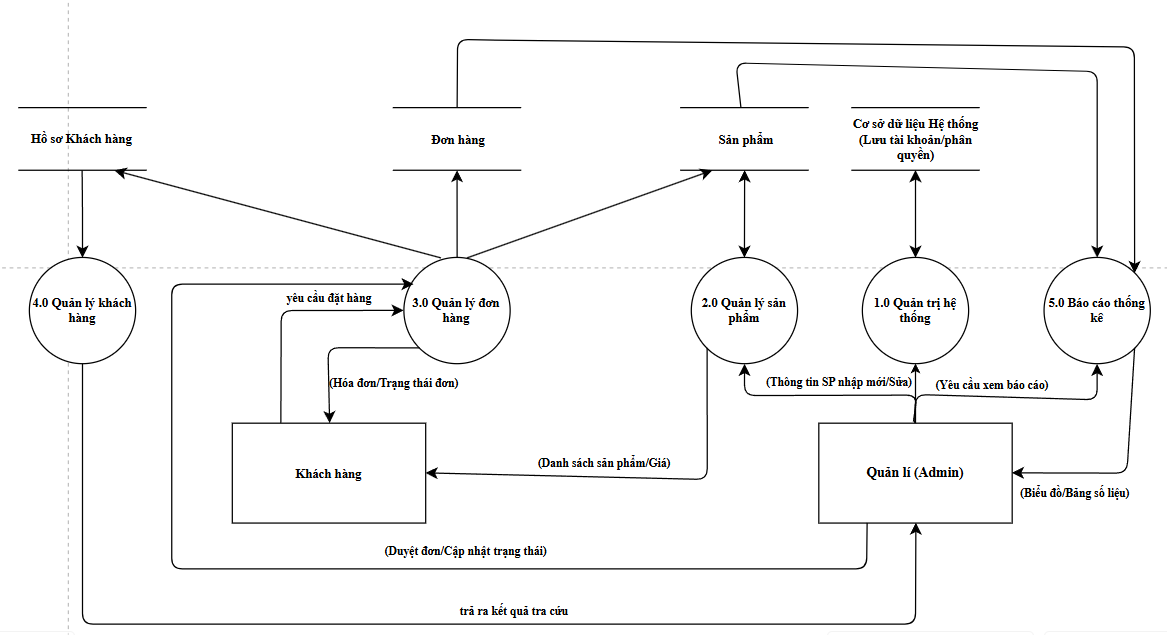 Hồ sơ Khách hàng
Đơn hàng
Sản phẩm
Cơ sở dữ liệu Hệ thống
(Lưu tài khoản/phân
quyền)
4.0 Quản lý khách
hàng
yêu cầu đặt hàng
3.0 Quản lý đơn
hàng
2.0 Quản lý sản
phẩm
1.0 Quản trị hệ
thống
5.0 Báo cáo thống
kê
(Hóa đơn/Trạng thái đơn)
(Thông tin SP nhập mới/Sửa)
(Yêu cầu xem báo cáo)
Khách hàng
(Danh sách sản phẩm/Giá)
Quản lí (Admin)
(Biểu đồ/Bảng số liệu)
(Duyệt đơn/Cập nhật trạng thái)
trả ra kết quả tra cứu